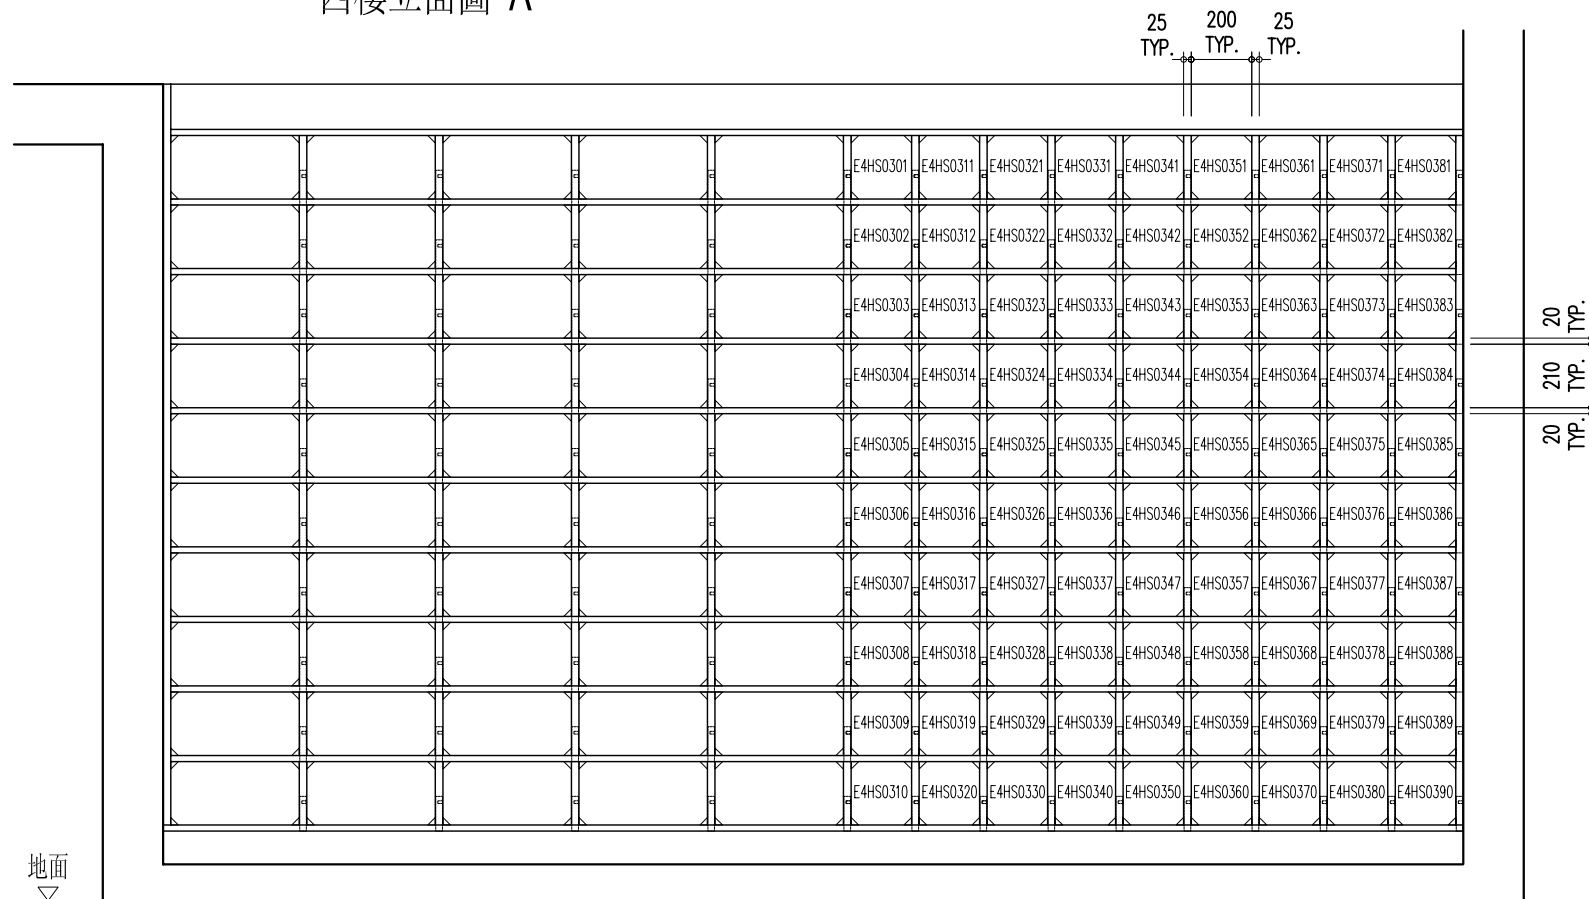 四樓立面圖 A
25 200 25
TYP. TYP. TYP.
E4HS0301 E4HS0311 E4HS0321 E4HS0331 E4HS0341 E4HS0351 E4HS0361 E4HS0371 E4HS0381
E4HS0302 E4HS0312 E4HS0322 E4HS0332 E4HS0342 E4HS0352 E4HS0362 E4HS0372 E4HS0382
E4HS0303 E4HS0313 E4HS0323 E4HS0333 E4HS0343 E4HS0353 E4HS0363 E4HS0373 E4HS0383
20
TYP.
E4HS0304 E4HS0314 E4HS0324 E4HS0334 E4HS0344 E4HS0354 E4HS0364 E4HS0374 E4HS0384
210
TYP.
E4HS0305 E4HS0315 E4HS0325 E4HS0335 E4HS0345 E4HS0355 E4HS0365 E4HS0375 E4HS0385
20
TYP.
E4HS0306 E4HS0316 E4HS0326 E4HS0336 E4HS0346 E4HS0356 E4HS0366 E4HS0376 E4HS0386
E4HS0307 E4HS0317 E4HS0327 E4HS0337 E4HS0347 E4HS0357 E4HS0367 E4HS0377 E4HS0387
E4HS0308 E4HS0318 E4HS0328 E4HS0338 E4HS0348 E4HS0358 E4HS0368 E4HS0378 E4HS0388
E4HS0309 E4HS0319 E4HS0329 E4HS0339 E4HS0349 E4HS0359 E4HS0369 E4HS0379 E4HS0389
E4HS0310 E4HS0320 E4HS0330 E4HS0340 E4HS0350 E4HS0360 E4HS0370 E4HS0380 E4HS0390
地面